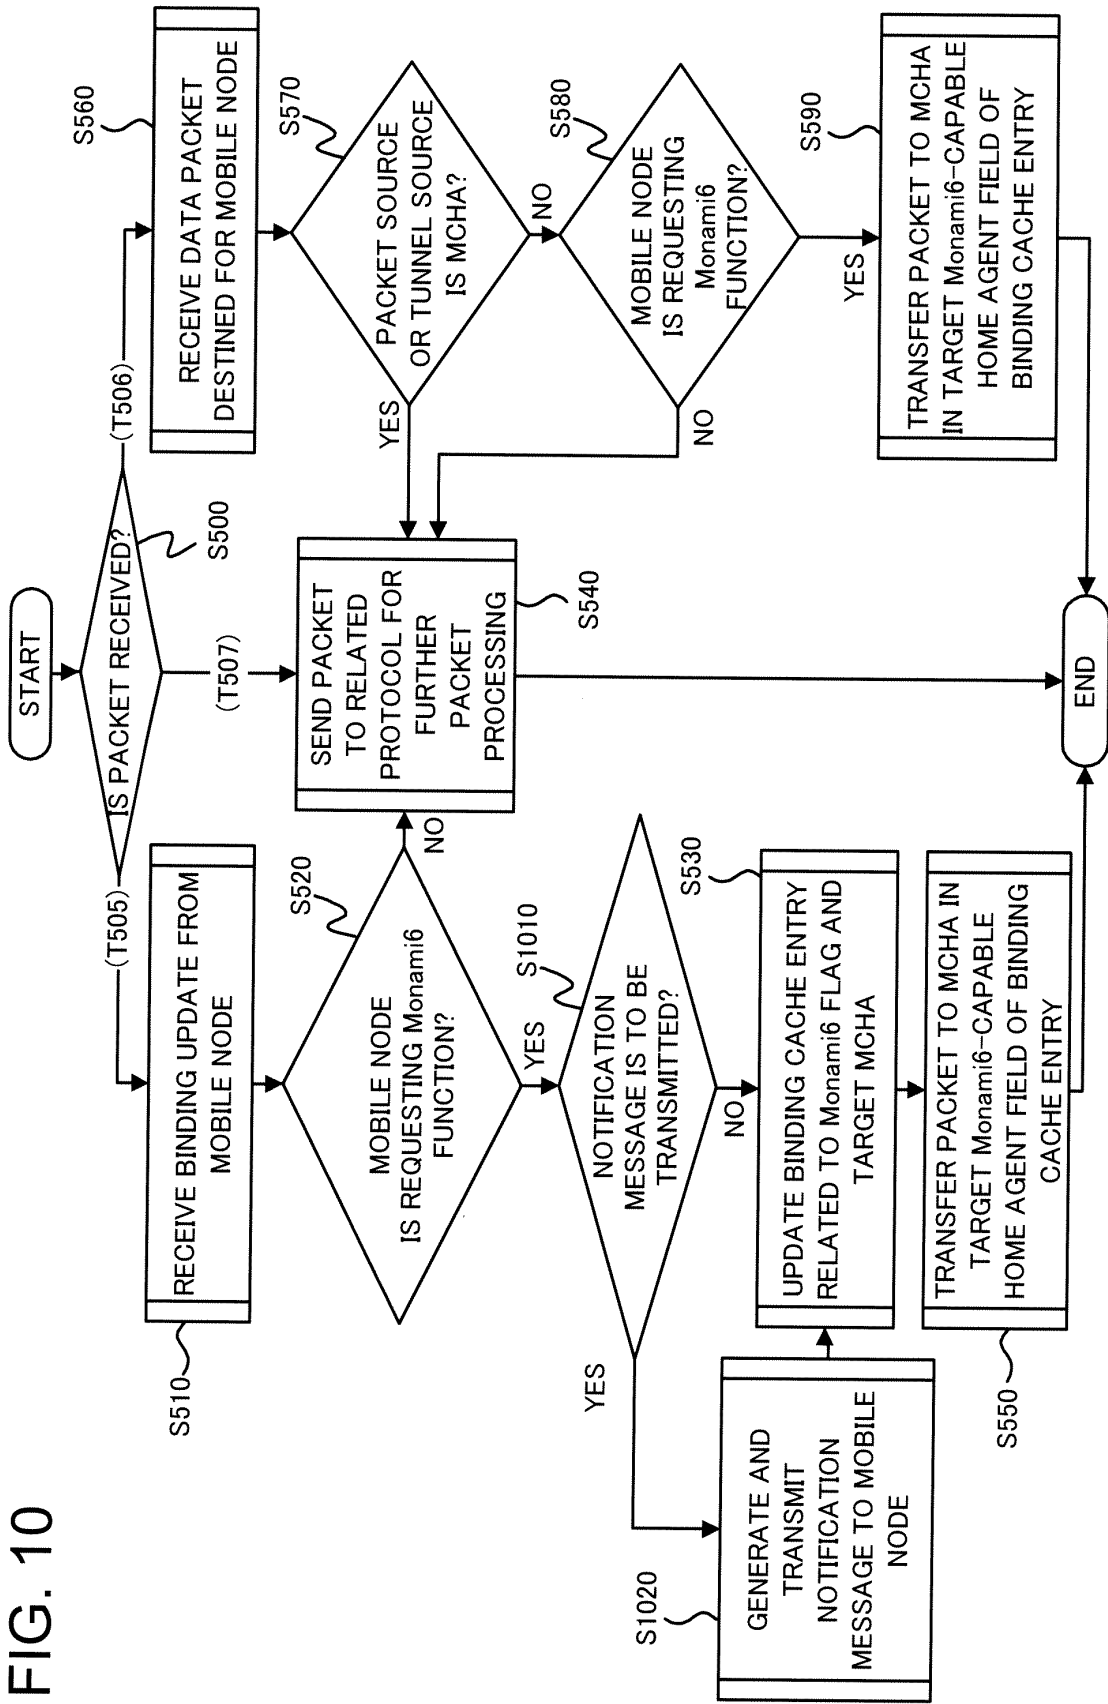 FIG. 10
START
IS PACKET RECEIVED?
S500
(T505)
(T507)
(T506)
RECEIVE BINDING UPDATE FROM
MOBILE NODE
S510
MOBILE NODE
IS REQUESTING Monami6
FUNCTION?
S520
NO
YES
NOTIFICATION
MESSAGE IS TO BE
TRANSMITTED?
S1010
YES
NO
GENERATE AND
TRANSMIT
NOTIFICATION
MESSAGE TO MOBILE
NODE
S1020
UPDATE BINDING CACHE ENTRY
RELATED TO Monami6 FLAG AND
TARGET MCHA
S530
TRANSFER PACKET TO MCHA IN
TARGET Monami6-CAPABLE
HOME AGENT FIELD OF BINDING
CACHE ENTRY
S550
SEND PACKET
TO RELATED
PROTOCOL FOR
FURTHER
PACKET
PROCESSING
S540
RECEIVE DATA PACKET
DESTINED FOR MOBILE NODE
S560
PACKET SOURCE
OR TUNNEL SOURCE
IS MCHA?
S570
YES
NO
MOBILE NODE
IS REQUESTING
Monami6
FUNCTION?
S580
NO
YES
TRANSFER PACKET TO MCHA
IN TARGET Monami6-CAPABLE
HOME AGENT FIELD OF
BINDING CACHE ENTRY
S590
END